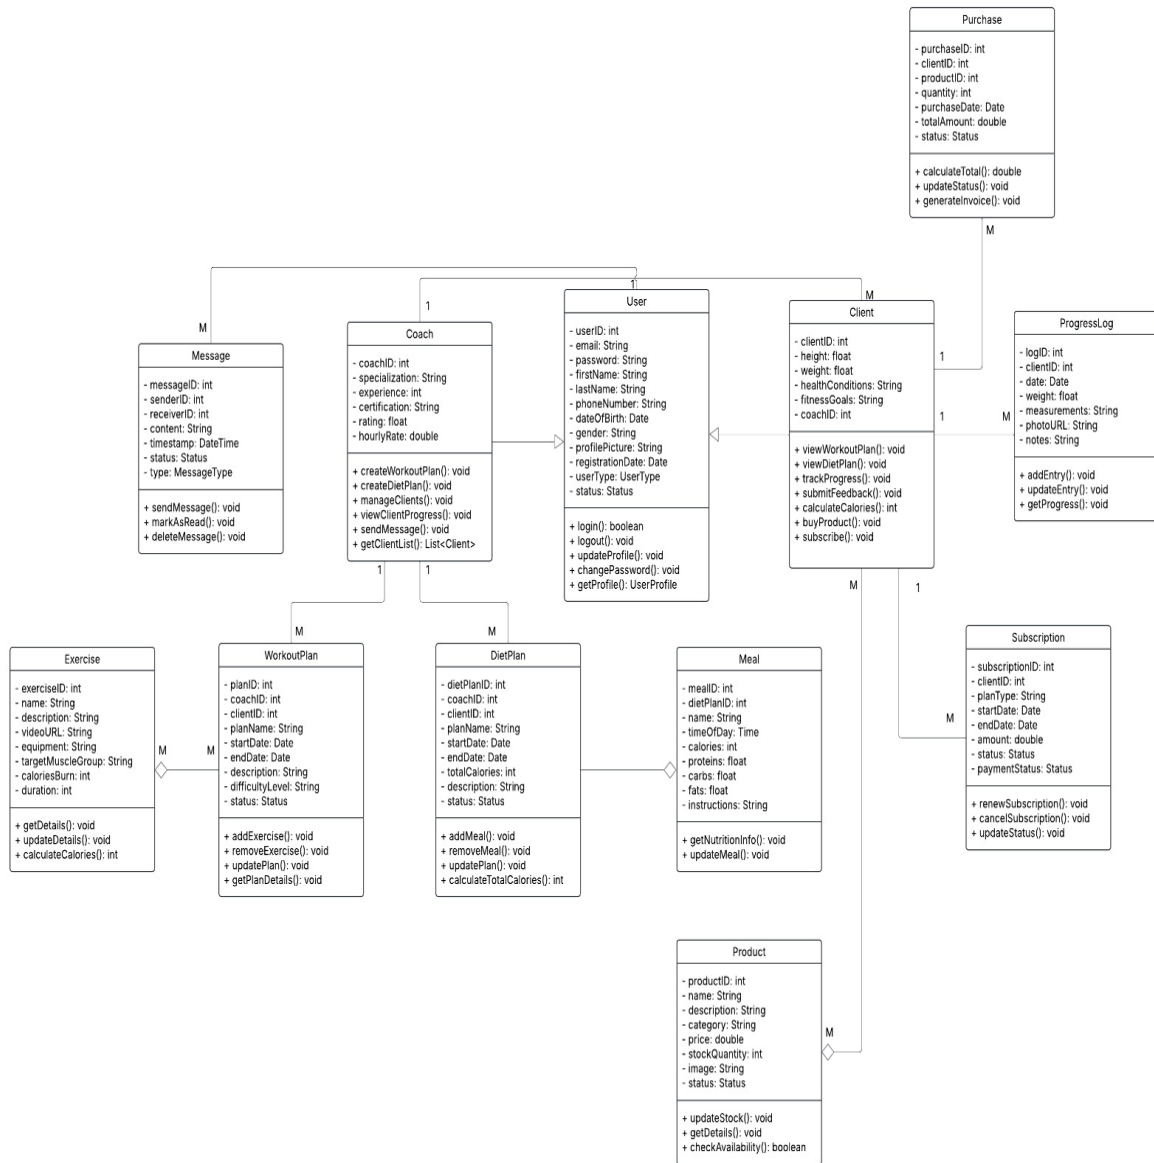 Purchase
- purchaseID: int
- clientID: int
- productID: int
- quantity: int
- purchaseDate: Date
- totalAmount: double
- status: Status
+ calculateTotal(): double
+ updateStatus(): void
+ generateInvoice(): void
M
1
M
1
M
Message
- messageID: int
- senderID: int
- receiverID: int
- content: String
- timestamp: DateTime
- status: Status
- type: MessageType
+ sendMessage(): void
+ markAsRead(): void
+ deleteMessage(): void
Coach
- coachID: int
- specialization: String
- experience: int
- certification: String
- rating: float
- hourlyRate: double
+ createWorkoutPlan(): void
+ createDietPlan(): void
+ manageClients(): void
+ viewClientProgress(): void
+ sendMessage(): void
+ getClientList(): List<Client>
User
- userID: int
- email: String
- password: String
- firstName: String
- lastName: String
- phoneNumber: String
- dateOfBirth: Date
- gender: String
- profilePicture: String
- registrationDate: Date
- userType: UserType
- status: Status
+ login(): boolean
+ logout(): void
+ updateProfile(): void
+ changePassword(): void
+ getProfile(): UserProfile
Client
- clientID: int
- height: float
- weight: float
- healthConditions: String
- fitnessGoals: String
- coachID: int
+ viewWorkoutPlan(): void
+ viewDietPlan(): void
+ trackProgress(): void
+ submitFeedback(): void
+ calculateCalories(): int
+ buyProduct(): void
+ subscribe(): void
1
1
M
ProgressLog
- logID: int
- clientID: int
- date: Date
- weight: float
- measurements: String
- photoURL: String
- notes: String
+ addEntry(): void
+ updateEntry(): void
+ getProgress(): void
1
1
M
1
M
M
M
Exercise
- exerciseID: int
- name: String
- description: String
- videoURL: String
- equipment: String
- targetMuscleGroup: String
- caloriesBurn: int
- duration: int
+ getDetails(): void
+ updateDetails(): void
+ calculateCalories(): int
M
M
WorkoutPlan
- planID: int
- coachID: int
- clientID: int
- planName: String
- startDate: Date
- endDate: Date
- description: String
- difficultyLevel: String
- status: Status
+ addExercise(): void
+ removeExercise(): void
+ updatePlan(): void
+ getPlanDetails(): void
DietPlan
- dietPlanID: int
- coachID: int
- clientID: int
- planName: String
- startDate: Date
- endDate: Date
- totalCalories: int
- description: String
- status: Status
+ addMeal(): void
+ removeMeal(): void
+ updatePlan(): void
+ calculateTotalCalories(): int
Meal
- mealID: int
- dietPlanID: int
- name: String
- timeOfDay: Time
- calories: int
- proteins: float
- carbs: float
- fats: float
- instructions: String
+ getNutritionInfo(): void
+ updateMeal(): void
M
Subscription
- subscriptionID: int
- clientID: int
- planType: String
- startDate: Date
- endDate: Date
- amount: double
- status: Status
- paymentStatus: Status
+ renewSubscription(): void
+ cancelSubscription(): void
+ updateStatus(): void
Product
- productID: int
- name: String
- description: String
- category: String
- price: double
- stockQuantity: int
- image: String
- status: Status
+ updateStock(): void
+ getDetails(): void
+ checkAvailability(): boolean
M